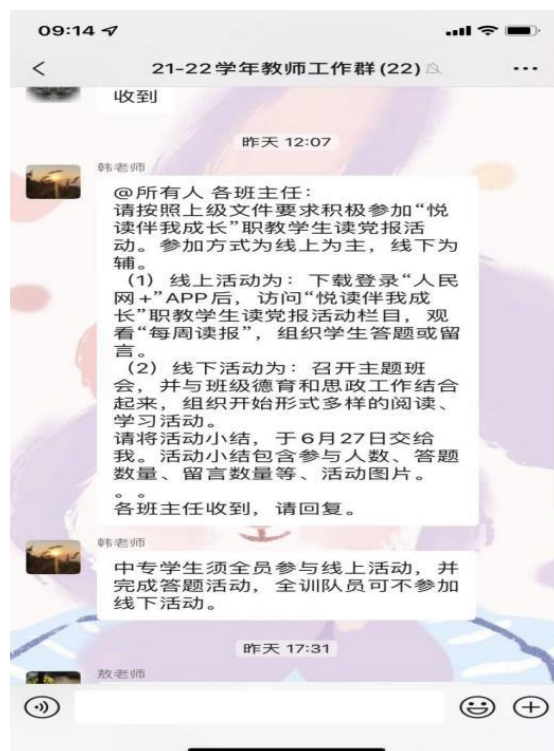 09:14
21-22学年教师工作群(22)
收到
昨天 12:07
韩老师
@所有人 各班主任：
请按照上级文件要求积极参加“悦
读伴我成长”职教学生读党报活
动。参加方式为线上为主，线下为
辅。
（1）线上活动为：下载登录“人民
网+”APP后，访问“悦读伴我成
长”职教学生读党报活动栏目，观
看“每周读报”，组织学生答题或留
言。
（2）线下活动为：召开主题班
会，并与班级德育和思政工作结合
起来，组织开始形式多样的阅读、
学习活动。
请将活动小结，于6月27日交给
我。活动小结包含参与人数、答题
数量、留言数量等、活动图片。
。。
各班主任收到，请回复。
韩老师
中专学生须全员参与线上活动，并
完成答题活动，全训队员可不参加
线下活动。
昨天 17:31
敖老师